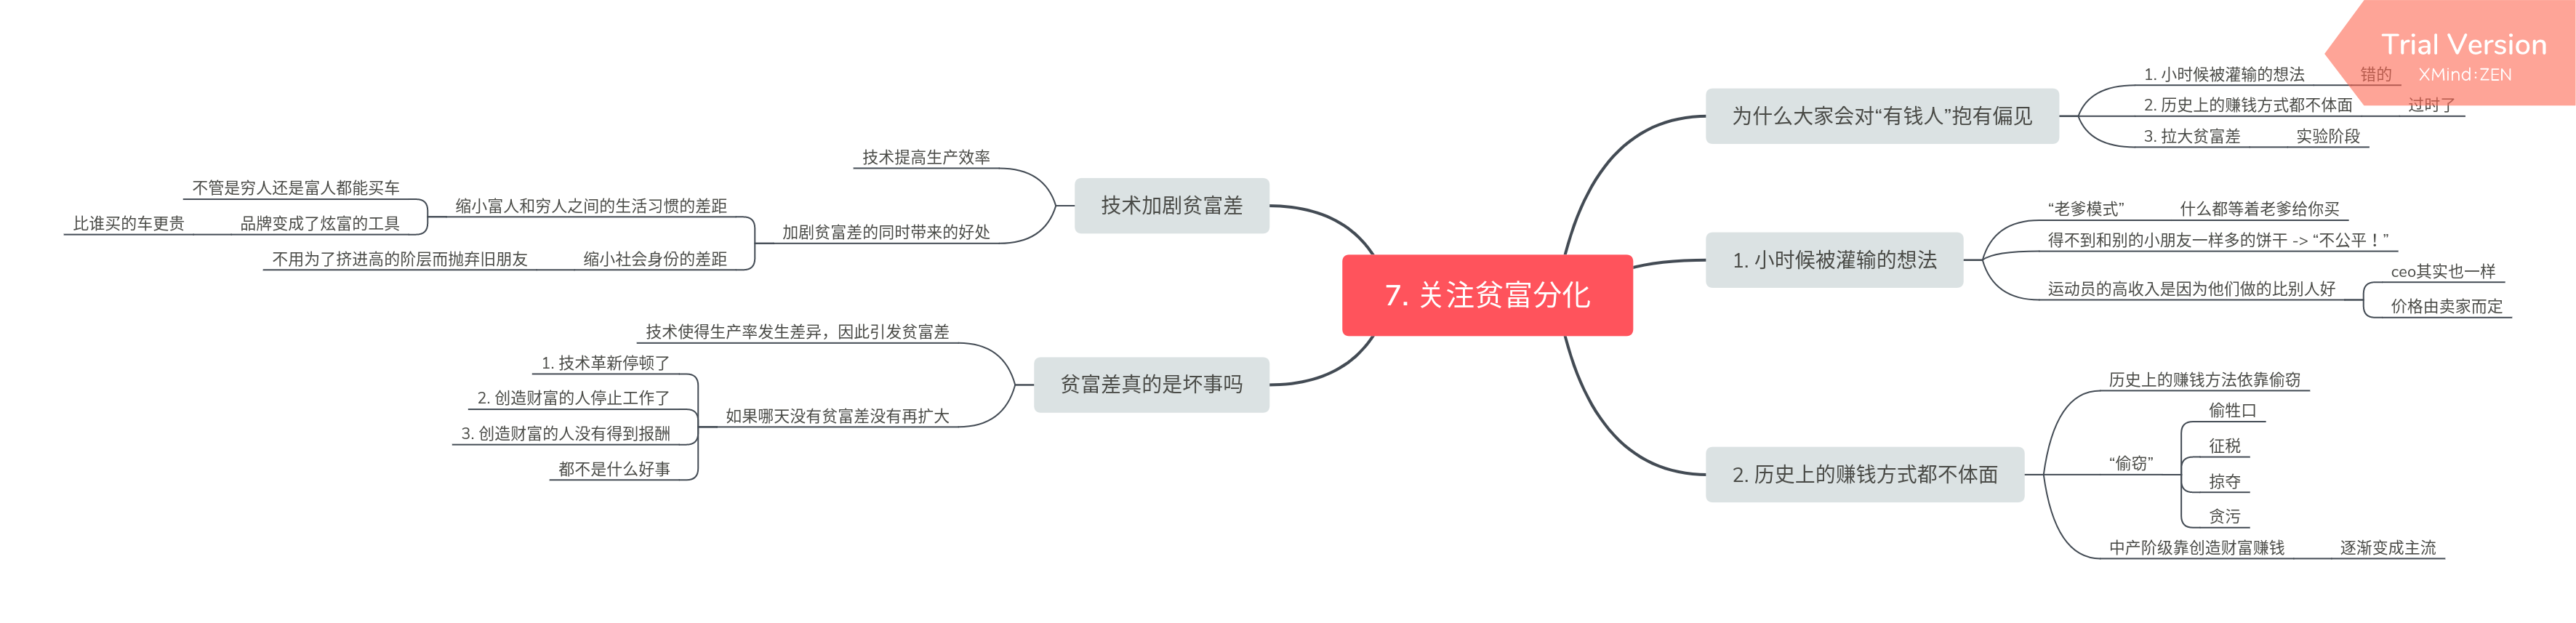 Trial Version
XMind:ZEN
7. 关注贫富分化
为什么大家会对“有钱人”抱有偏见
1. 小时候被灌输的想法
错的
2. 历史上的赚钱方式都不体面
过时了
3. 拉大贫富差
实验阶段
1. 小时候被灌输的想法
“老爹模式”
什么都等着老爹给你买
得不到和别的小朋友一样多的饼干 -> “不公平！”
运动员的高收入是因为他们做的比别人好
ceo其实也一样
价格由卖家而定
2. 历史上的赚钱方式都不体面
历史上的赚钱方法依靠偷窃
“偷窃”
偷牲口
征税
掠夺
贪污
中产阶级靠创造财富赚钱
逐渐变成主流
技术加剧贫富差
技术提高生产效率
加剧贫富差的同时带来的好处
缩小富人和穷人之间的生活习惯的差距
不管是穷人还是富人都能买车
品牌变成了炫富的工具
比谁买的车更贵
缩小社会身份的差距
不用为了挤进高的阶层而抛弃旧朋友
贫富差真的是坏事吗
技术使得生产率发生差异，因此引发贫富差
如果哪天没有贫富差没有再扩大
1. 技术革新停顿了
2. 创造财富的人停止工作了
3. 创造财富的人没有得到报酬
都不是什么好事